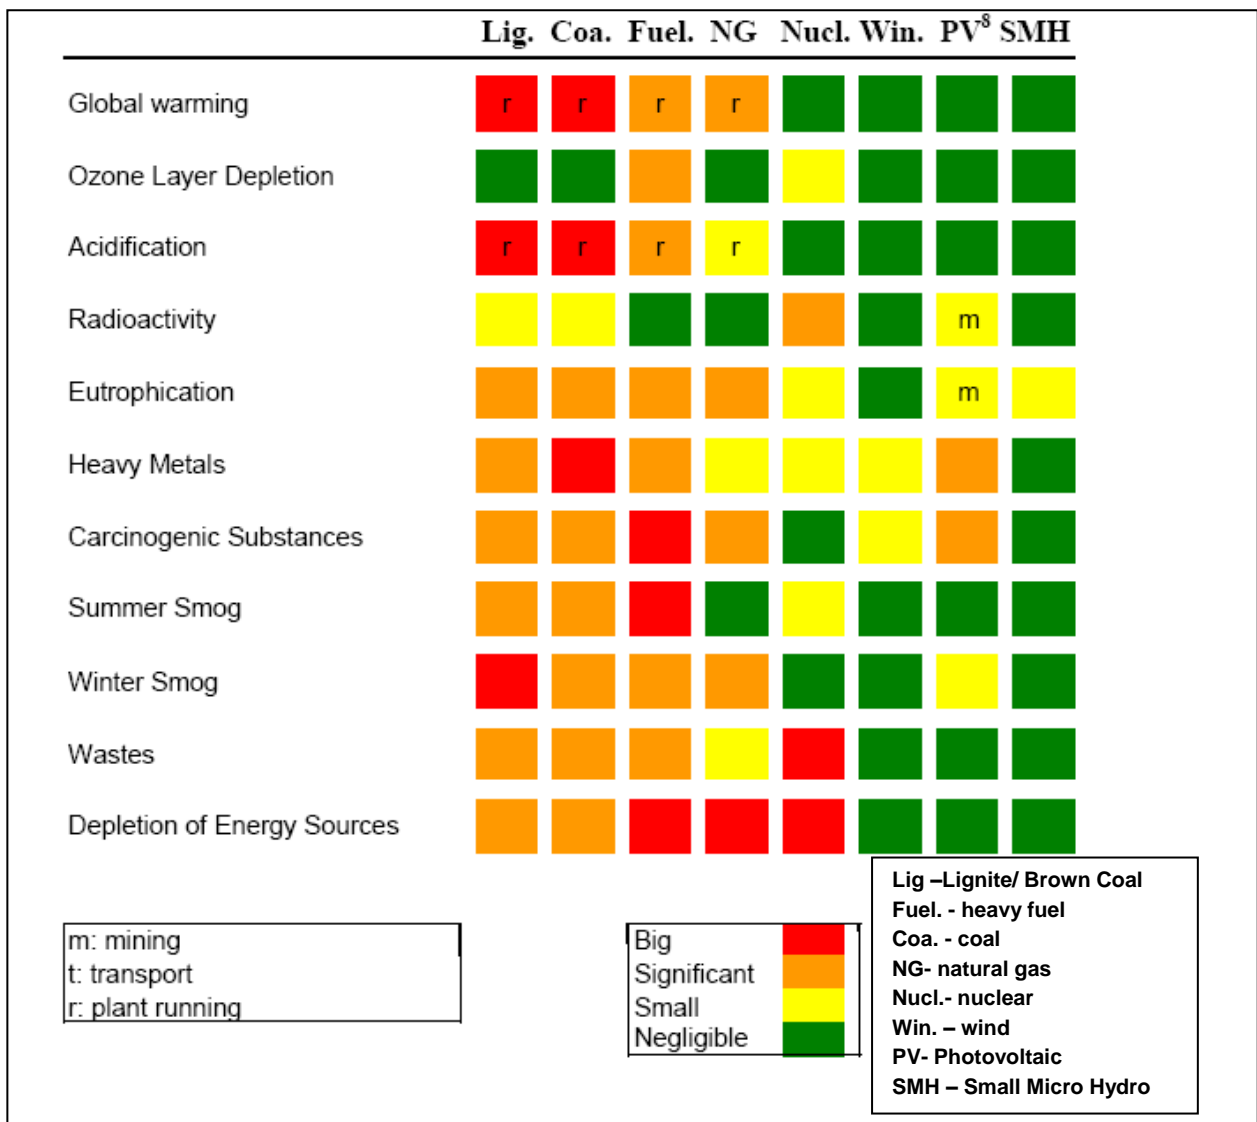 Lig. Coa. Fuel. NG Nucl. Win. PV⁸ SMH
Global warming r r r r
Ozone Layer Depletion
Acidification r r r r
Radioactivity m
Eutrophication m
Heavy Metals
Carcinogenic Substances
Summer Smog
Winter Smog
Wastes
Depletion of Energy Sources
m: mining
t: transport
r: plant running
Big
Significant
Small
Negligible
Lig –Lignite/ Brown Coal
Fuel. - heavy fuel
Coa. - coal
NG- natural gas
Nucl.- nuclear
Win. – wind
PV- Photovoltaic
SMH – Small Micro Hydro